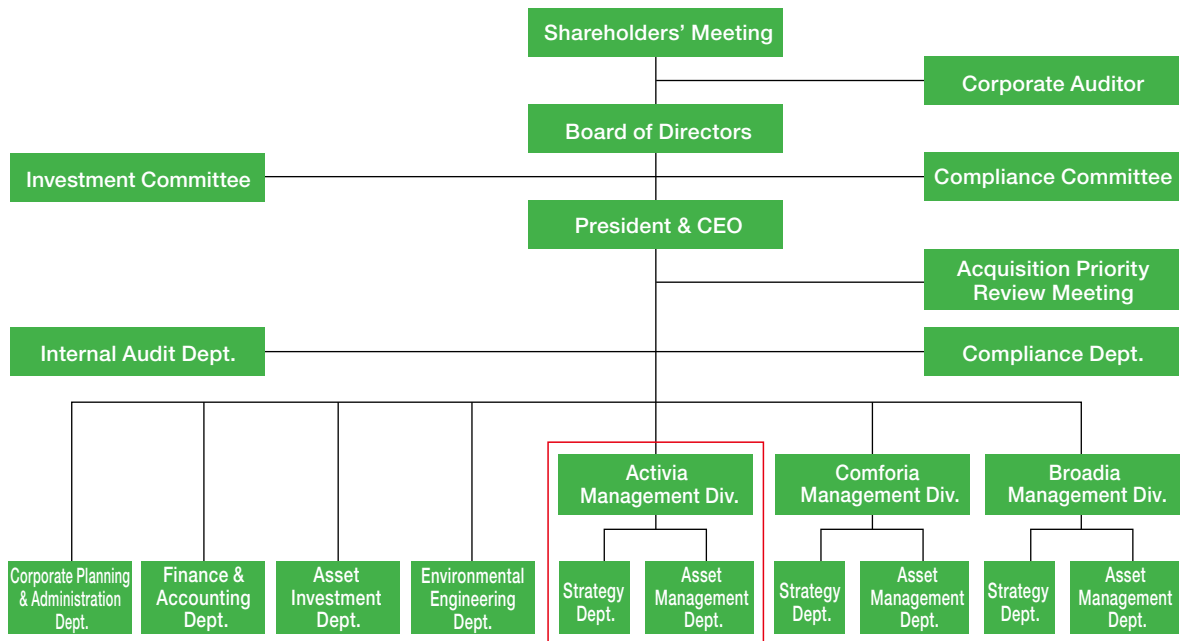 Shareholders’ Meeting
Corporate Auditor
Board of Directors
Investment Committee
Compliance Committee
President & CEO
Acquisition Priority
Review Meeting
Internal Audit Dept.
Compliance Dept.
Activia
Management Div.
Comforia
Management Div.
Broadia
Management Div.
Corporate Planning
& Administration
Dept.
Finance &
Accounting
Dept.
Asset
Investment
Dept.
Environmental
Engineering
Dept.
Strategy
Dept.
Asset
Management
Dept.
Strategy
Dept.
Asset
Management
Dept.
Strategy
Dept.
Asset
Management
Dept.